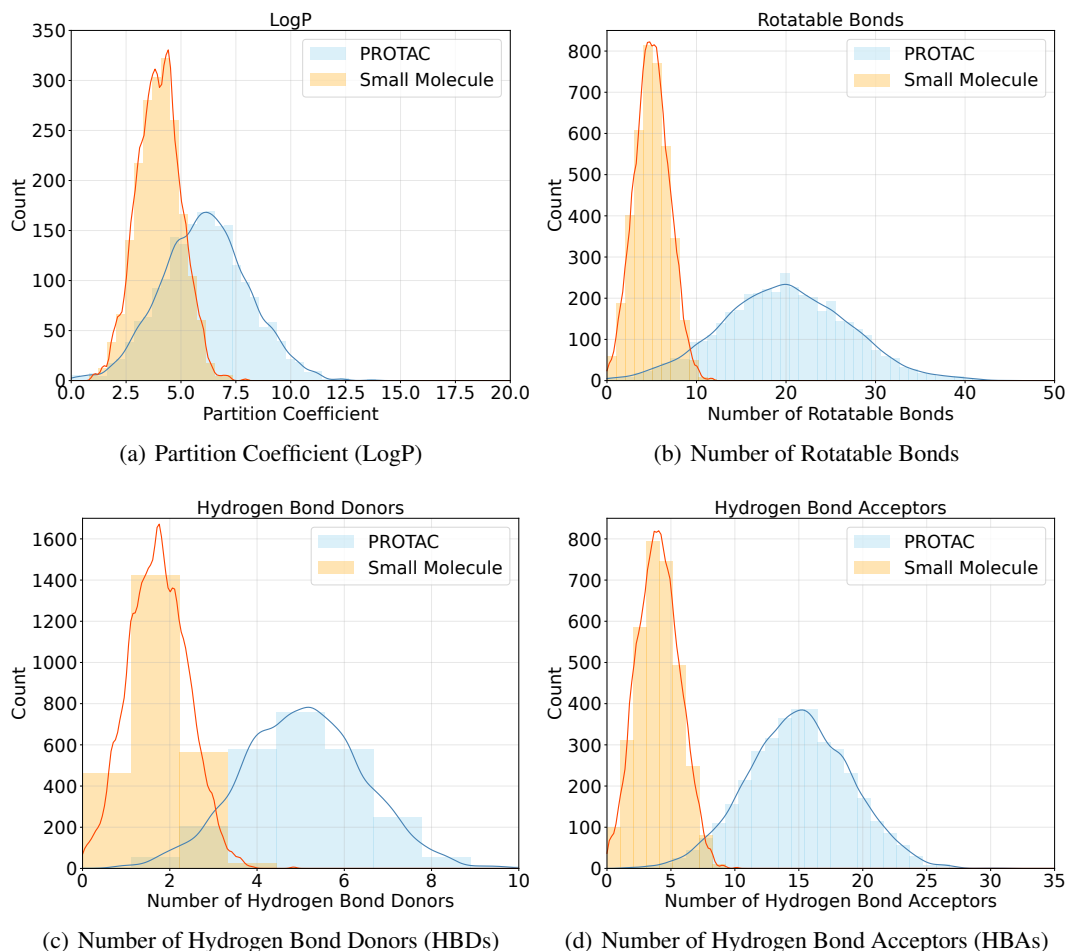 LogP
350
300
250
200
150
100
50
0
Count
PROTAC
Small Molecule
0.0 2.5 5.0 7.5 10.0 12.5 15.0 17.5 20.0
Partition Coefficient
(a) Partition Coefficient (LogP)
Rotatable Bonds
800
700
600
500
400
300
200
100
0
Count
PROTAC
Small Molecule
0 10 20 30 40 50
Number of Rotatable Bonds
(b) Number of Rotatable Bonds
Hydrogen Bond Donors
1600
1400
1200
1000
800
600
400
200
0
Count
PROTAC
Small Molecule
0 2 4 6 8 10
Number of Hydrogen Bond Donors
(c) Number of Hydrogen Bond Donors (HBDs)
Hydrogen Bond Acceptors
800
700
600
500
400
300
200
100
0
Count
PROTAC
Small Molecule
0 5 10 15 20 25 30 35
Number of Hydrogen Bond Acceptors
(d) Number of Hydrogen Bond Acceptors (HBAs)